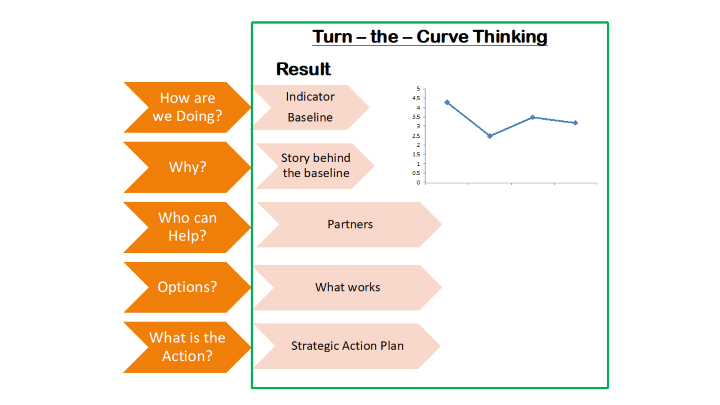 Turn – the – Curve Thinking
Result
How are
we Doing?
Indicator
Baseline
Why?
Story behind
the baseline
Who can
Help?
Partners
Options?
What works
What is the
Action?
Strategic Action Plan
5
4.5
4
3.5
3
2.5
2
1.5
1
0.5
0